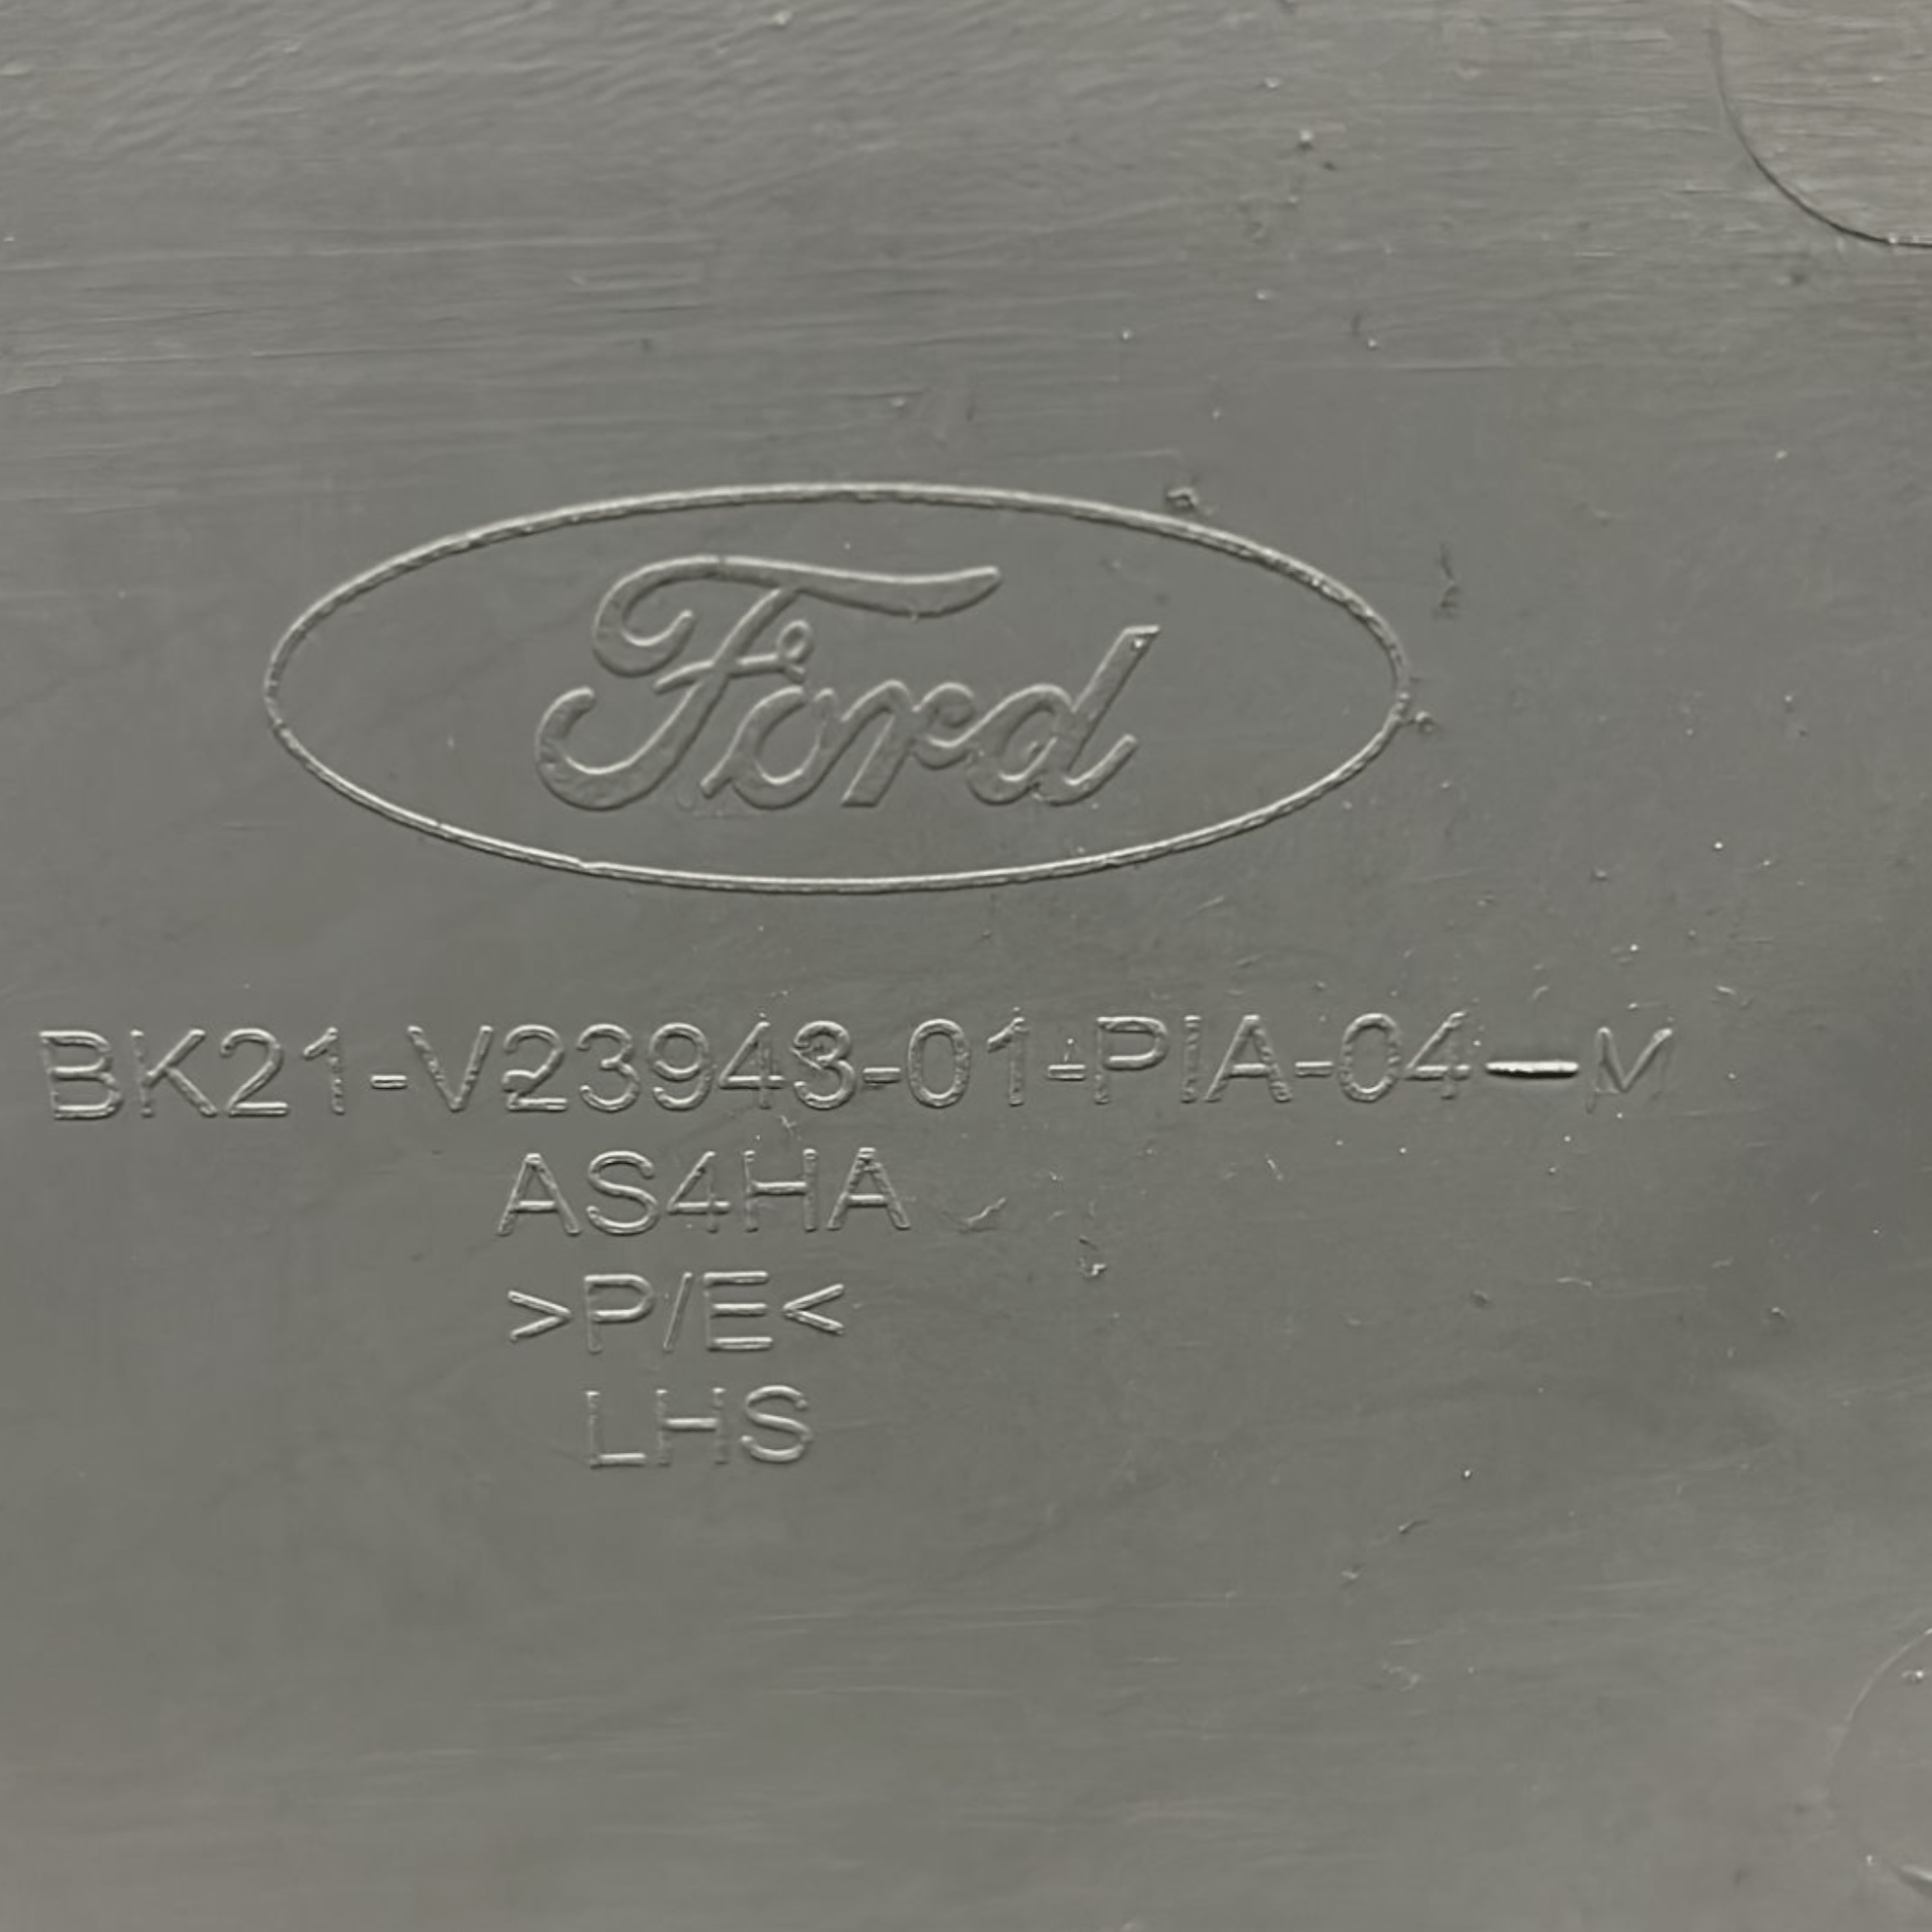 Ford
BK21-V23943-01-PIA-04-M
AS4HA
>P/E<
LHS